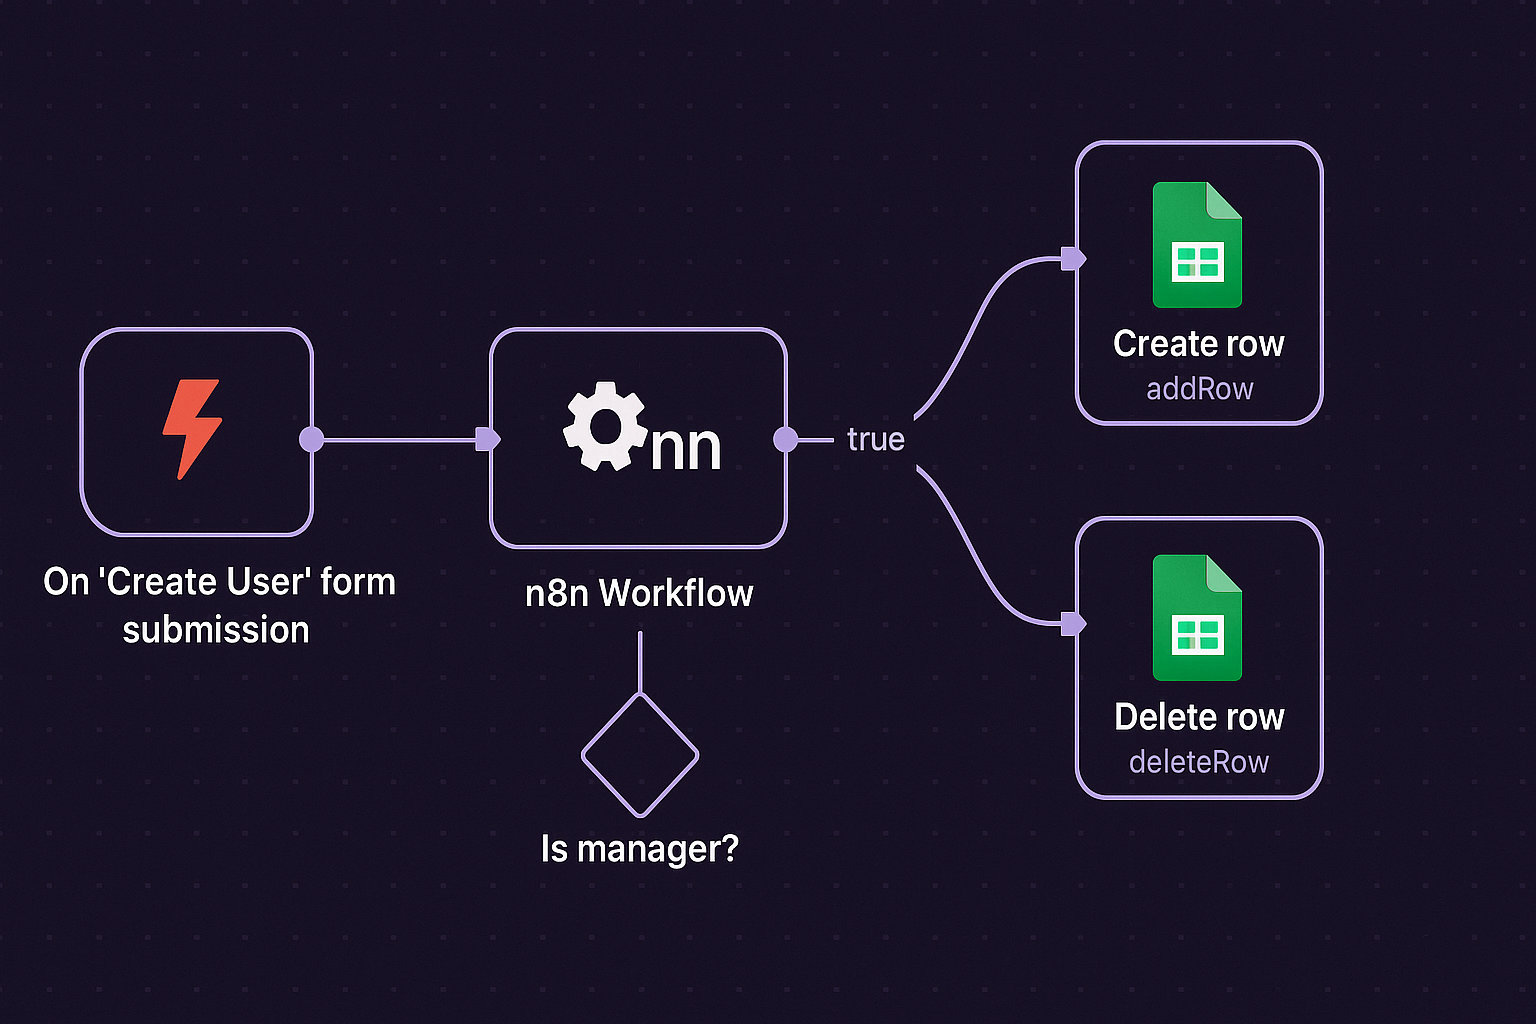 On 'Create User' form
submission
nn
n8n Workflow
Is manager?
true
Create row
addRow
Delete row
deleteRow